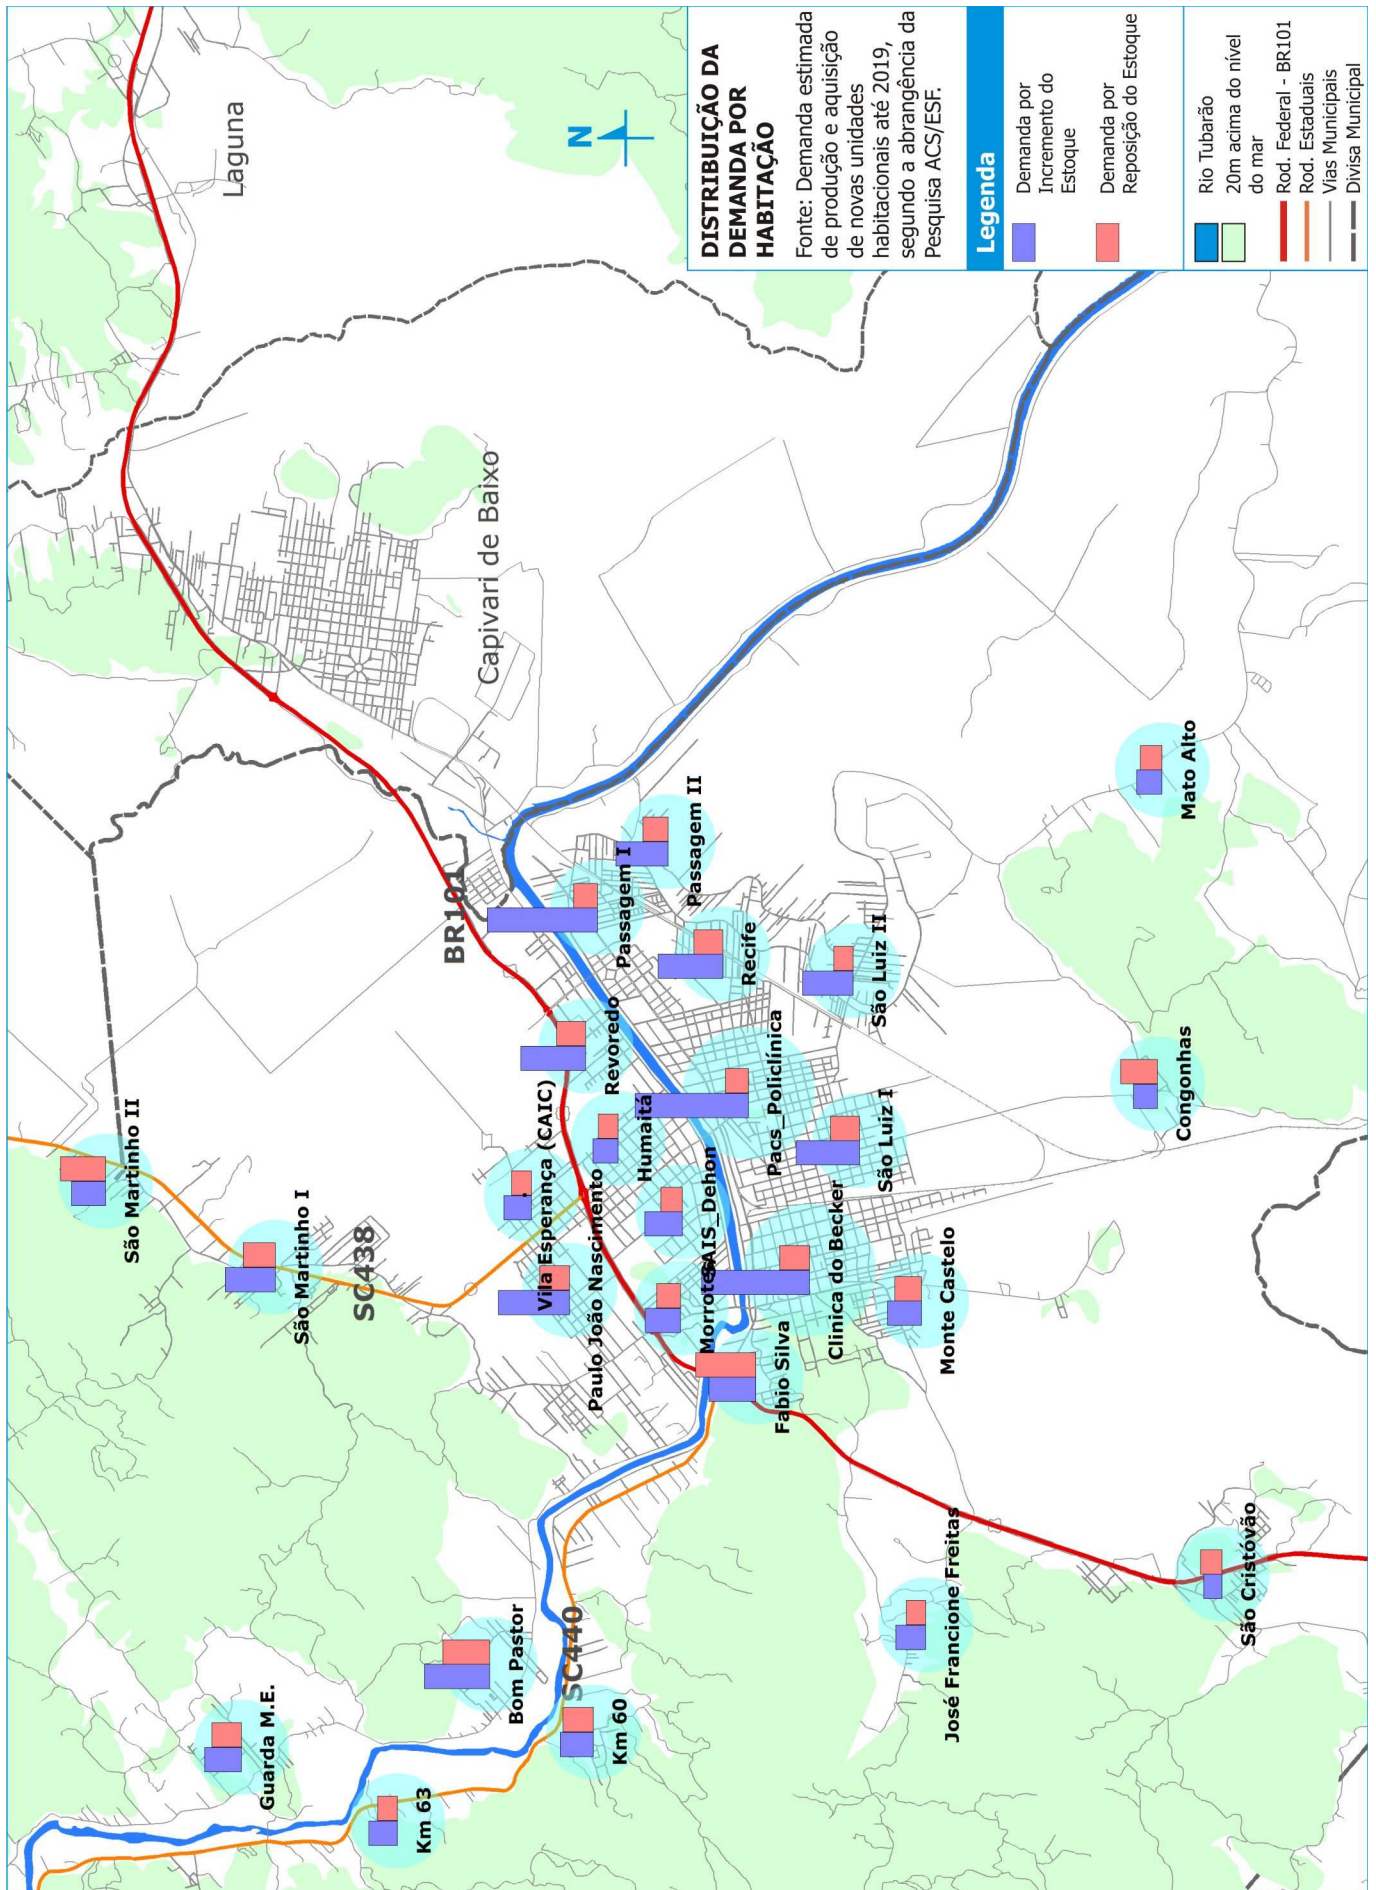 Laguna
N
DISTRIBUIÇÃO DA
DEMANDA POR
HABITAÇÃO
Fonte: Demanda estimada
de produção e aquisição
de novas unidades
habitacionais até 2019,
segundo a abrangência da
Pesquisa ACS/ESF.
Legenda
Demanda por
Incremento do
Estoque
Demanda por
Reposição do Estoque
Rio Tubarão
20m acima do nível
do mar
Rod. Federal - BR101
Rod. Estaduais
Vias Municipais
Divisa Municipal
Capivari de Baixo
BR101
São Martinho II
São Martinho I
SC438
Vila Esperança (CAIC)
Paulo João Nascimento
Revoredo
Humaitá
SAIS_Dehon
Morrotes
Passagem I
Passagem II
Recife
São Luiz II
Pacs_Policlínica
São Luiz I
Clinica do Becker
Monte Castelo
Fabio Silva
Mato Alto
Congonhas
Guarda M.E.
Bom Pastor
SC440
Km 60
Km 63
José Francione Freitas
São Cristóvão